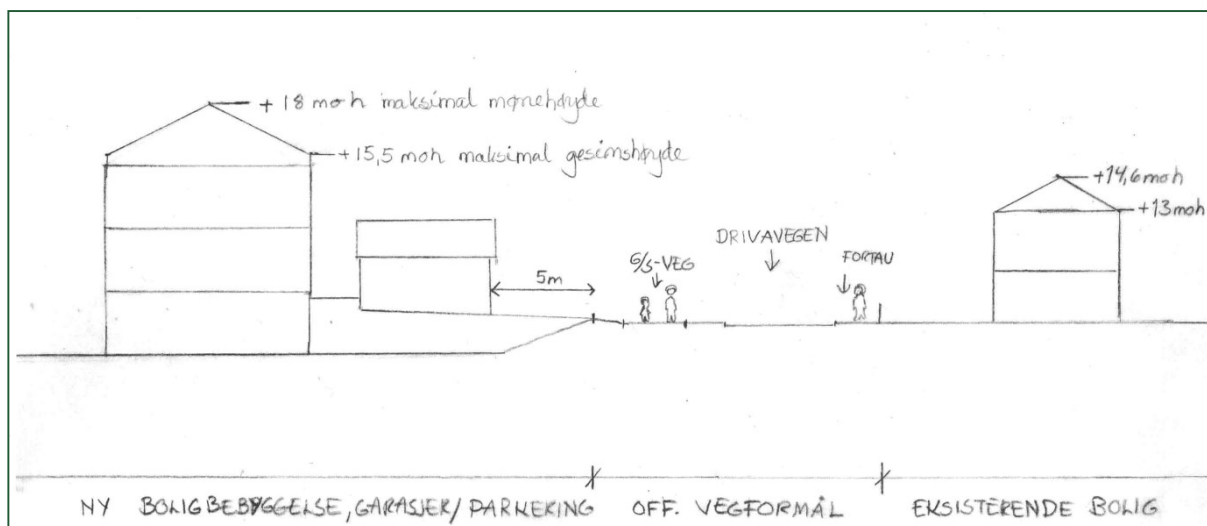 + 18 moh maksimal mønehøyde
+15,5 moh maksimal gesimshøyde
+14,6 moh
+13 moh
DRIVAVEGEN
G/S-VEG
FORTAU
5m
NY BOLIGBEBYGGELSE, GARASJER/PARKERING
OFF. VEGFORMÅL
EKSISTERENDE BOLIG